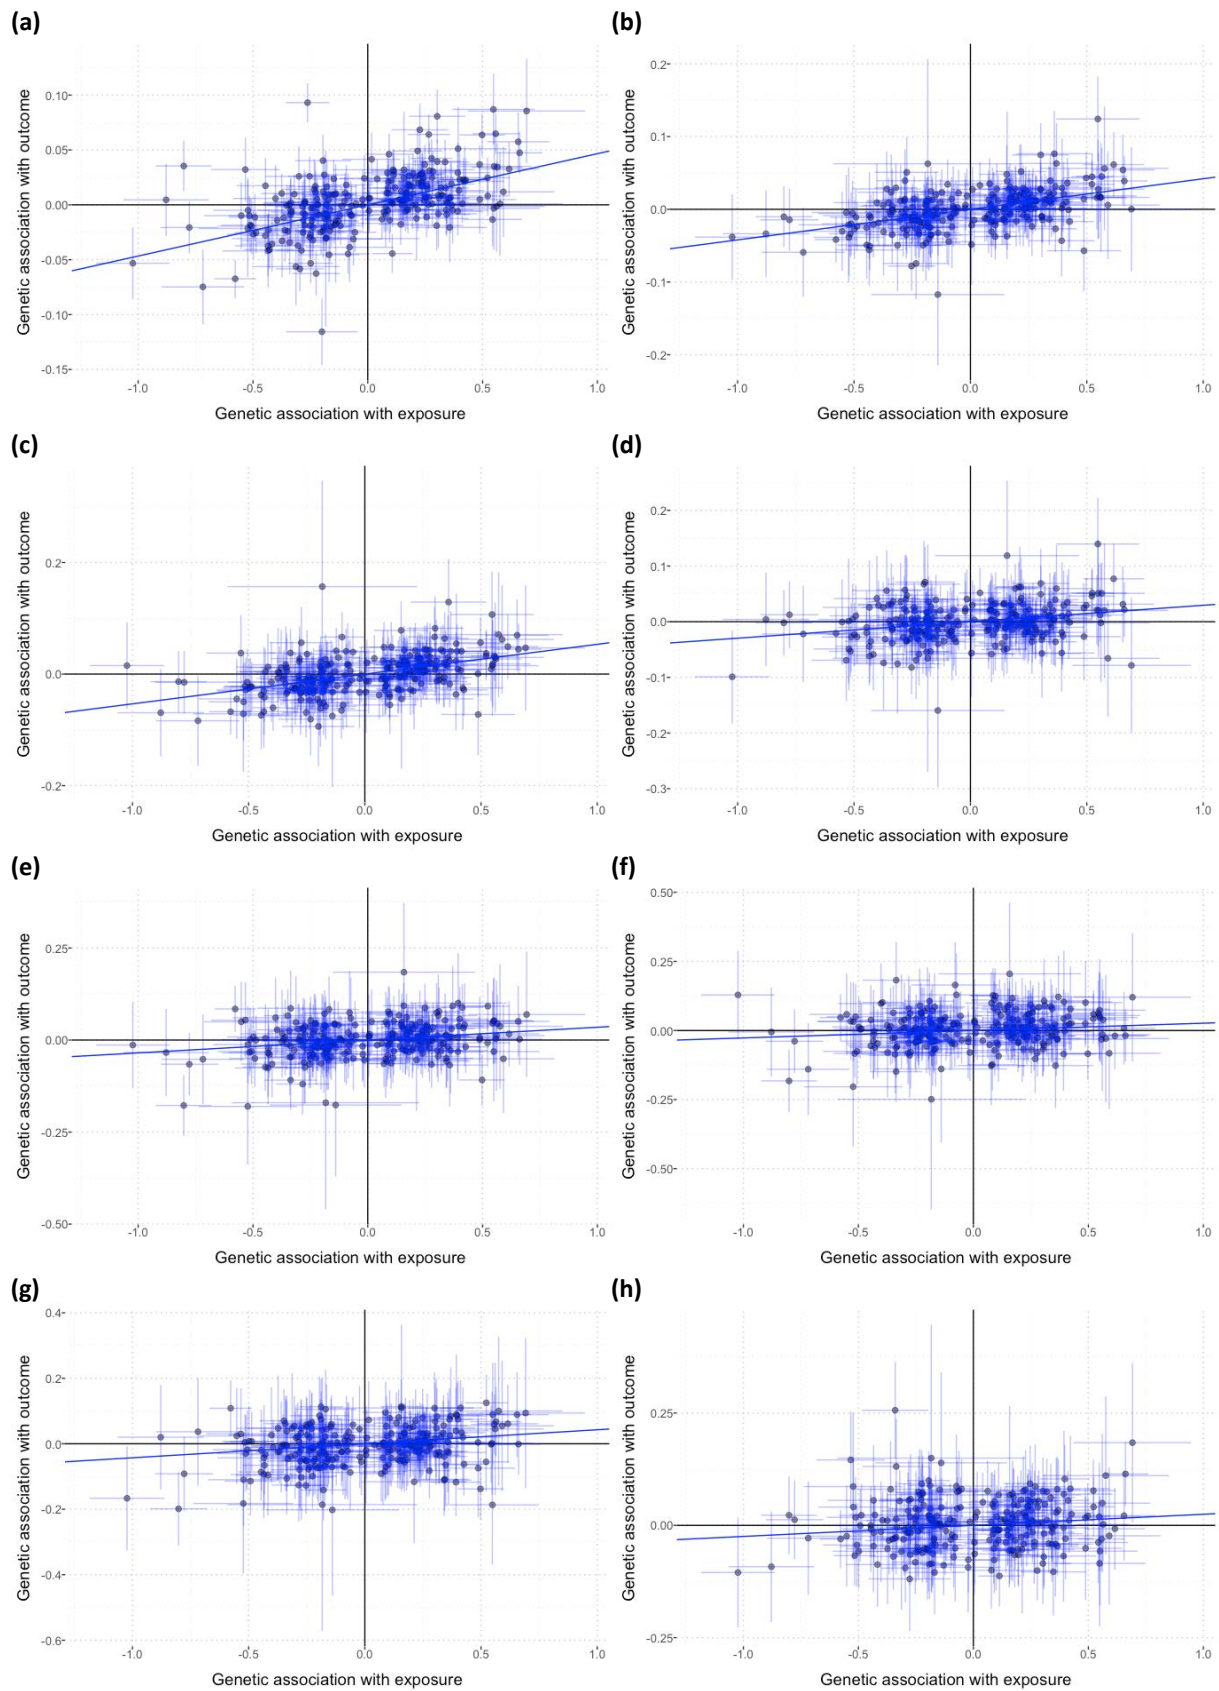 (a)
(b)
Genetic association with outcome
0.10
0.05
0.00
-0.05
-0.10
-0.15
-1.0 -0.5 0.0 0.5 1.0
Genetic association with exposure
Genetic association with outcome
0.2
0.1
0.0
-0.1
-0.2
-1.0 -0.5 0.0 0.5 1.0
Genetic association with exposure
(c)
(d)
Genetic association with outcome
0.2
0.0
-0.2
-1.0 -0.5 0.0 0.5 1.0
Genetic association with exposure
Genetic association with outcome
0.2
0.1
0.0
-0.1
-0.2
-0.3
-1.0 -0.5 0.0 0.5 1.0
Genetic association with exposure
(e)
(f)
Genetic association with outcome
0.25
0.00
-0.25
-0.50
-1.0 -0.5 0.0 0.5 1.0
Genetic association with exposure
Genetic association with outcome
0.50
0.25
0.00
-0.25
-0.50
-1.0 -0.5 0.0 0.5 1.0
Genetic association with exposure
(g)
(h)
Genetic association with outcome
0.4
0.2
0.0
-0.2
-0.4
-0.6
-1.0 -0.5 0.0 0.5 1.0
Genetic association with exposure
Genetic association with outcome
0.25
0.00
-0.25
-1.0 -0.5 0.0 0.5 1.0
Genetic association with exposure